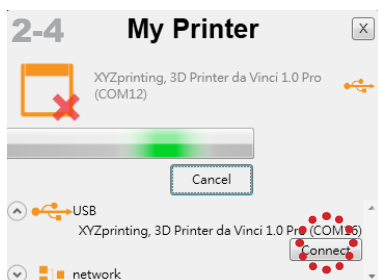 2-4 My Printer X
XYZprinting, 3D Printer da Vinci 1.0 Pro
(COM12)
Cancel
USB
XYZprinting, 3D Printer da Vinci 1.0 Pro (COM36)
Connect
network